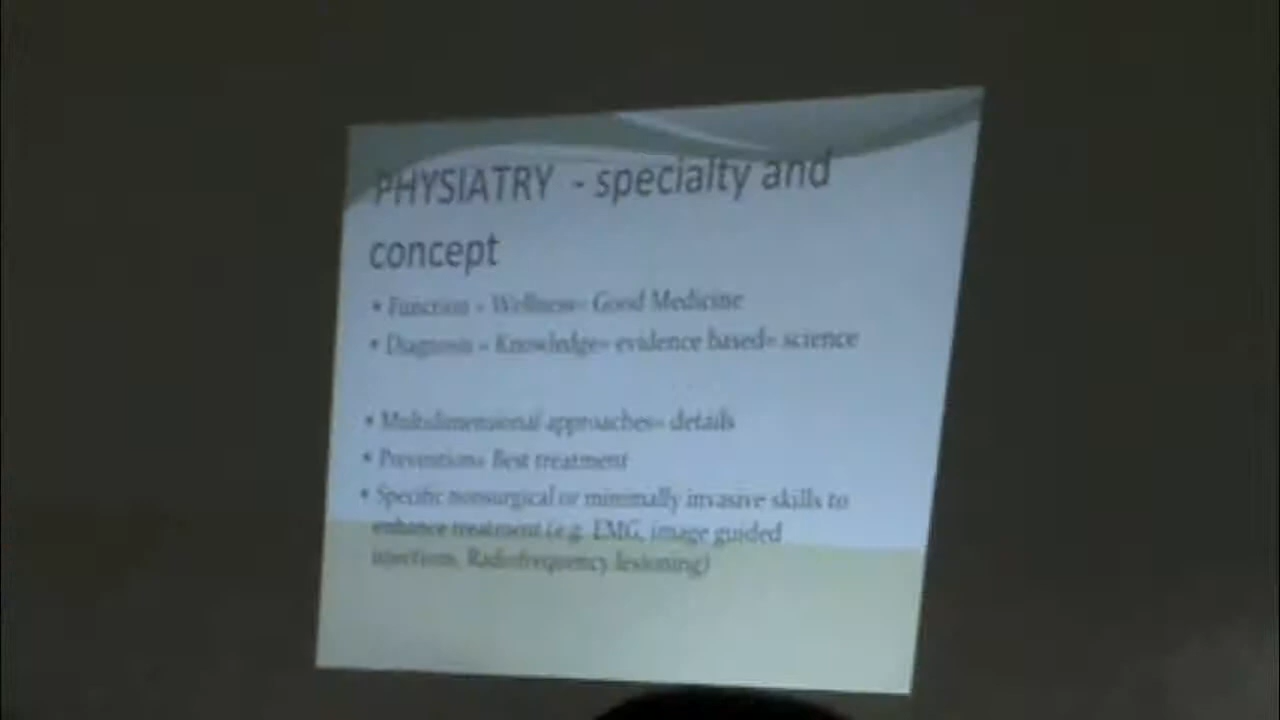 PHYSIATRY - specialty and
concept
• Function = Wellness= Good Medicine
• Diagnosis = Knowledge= evidence based= science
• Multidimensional approaches= details
• Prevention= Best treatment
• Specific nonsurgical or minimally invasive skills to
enhance treatment (e.g. EMG, image guided
injections, Radiofrequency lesioning)